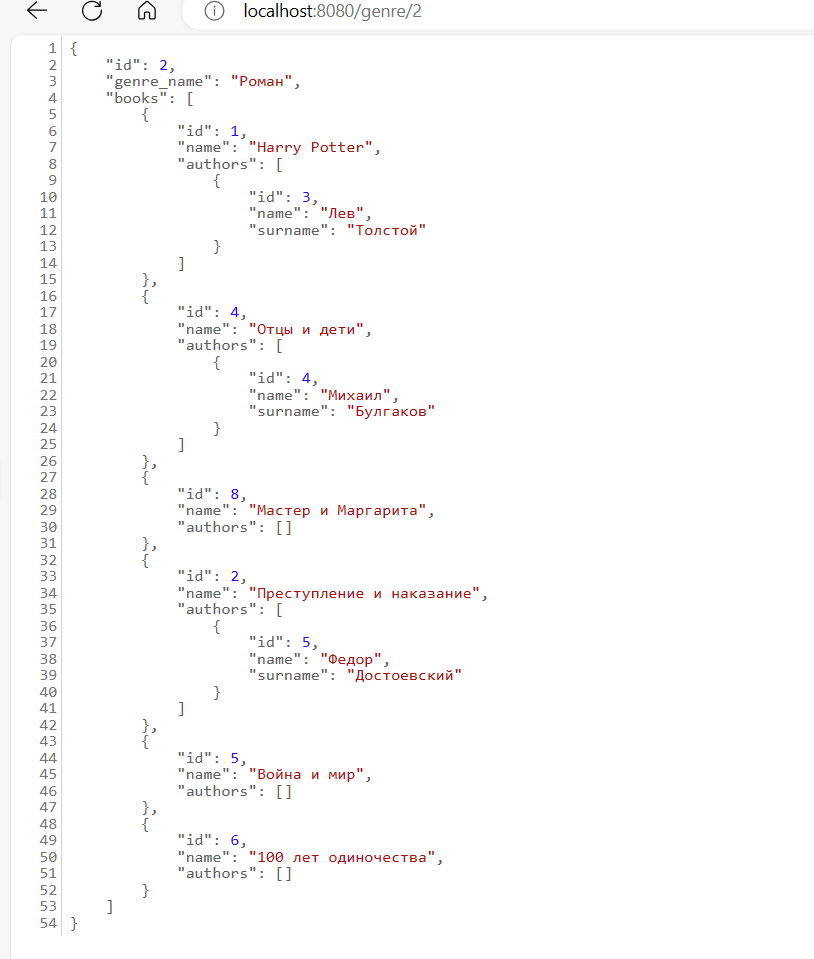 localhost:8080/genre/2
1 {
2     "id": 2,
3     "genre_name": "Роман",
4     "books": [
5         {
6             "id": 1,
7             "name": "Harry Potter",
8             "authors": [
9                 {
10                     "id": 3,
11                     "name": "Лев",
12                     "surname": "Толстой"
13                 }
14             ]
15         },
16         {
17             "id": 4,
18             "name": "Отцы и дети",
19             "authors": [
20                 {
21                     "id": 4,
22                     "name": "Михаил",
23                     "surname": "Булгаков"
24                 }
25             ]
26         },
27         {
28             "id": 8,
29             "name": "Мастер и Маргарита",
30             "authors": []
31         },
32         {
33             "id": 2,
34             "name": "Преступление и наказание",
35             "authors": [
36                 {
37                     "id": 5,
38                     "name": "Федор",
39                     "surname": "Достоевский"
40                 }
41             ]
42         },
43         {
44             "id": 5,
45             "name": "Война и мир",
46             "authors": []
47         },
48         {
49             "id": 6,
50             "name": "100 лет одиночества",
51             "authors": []
52         }
53     ]
54 }